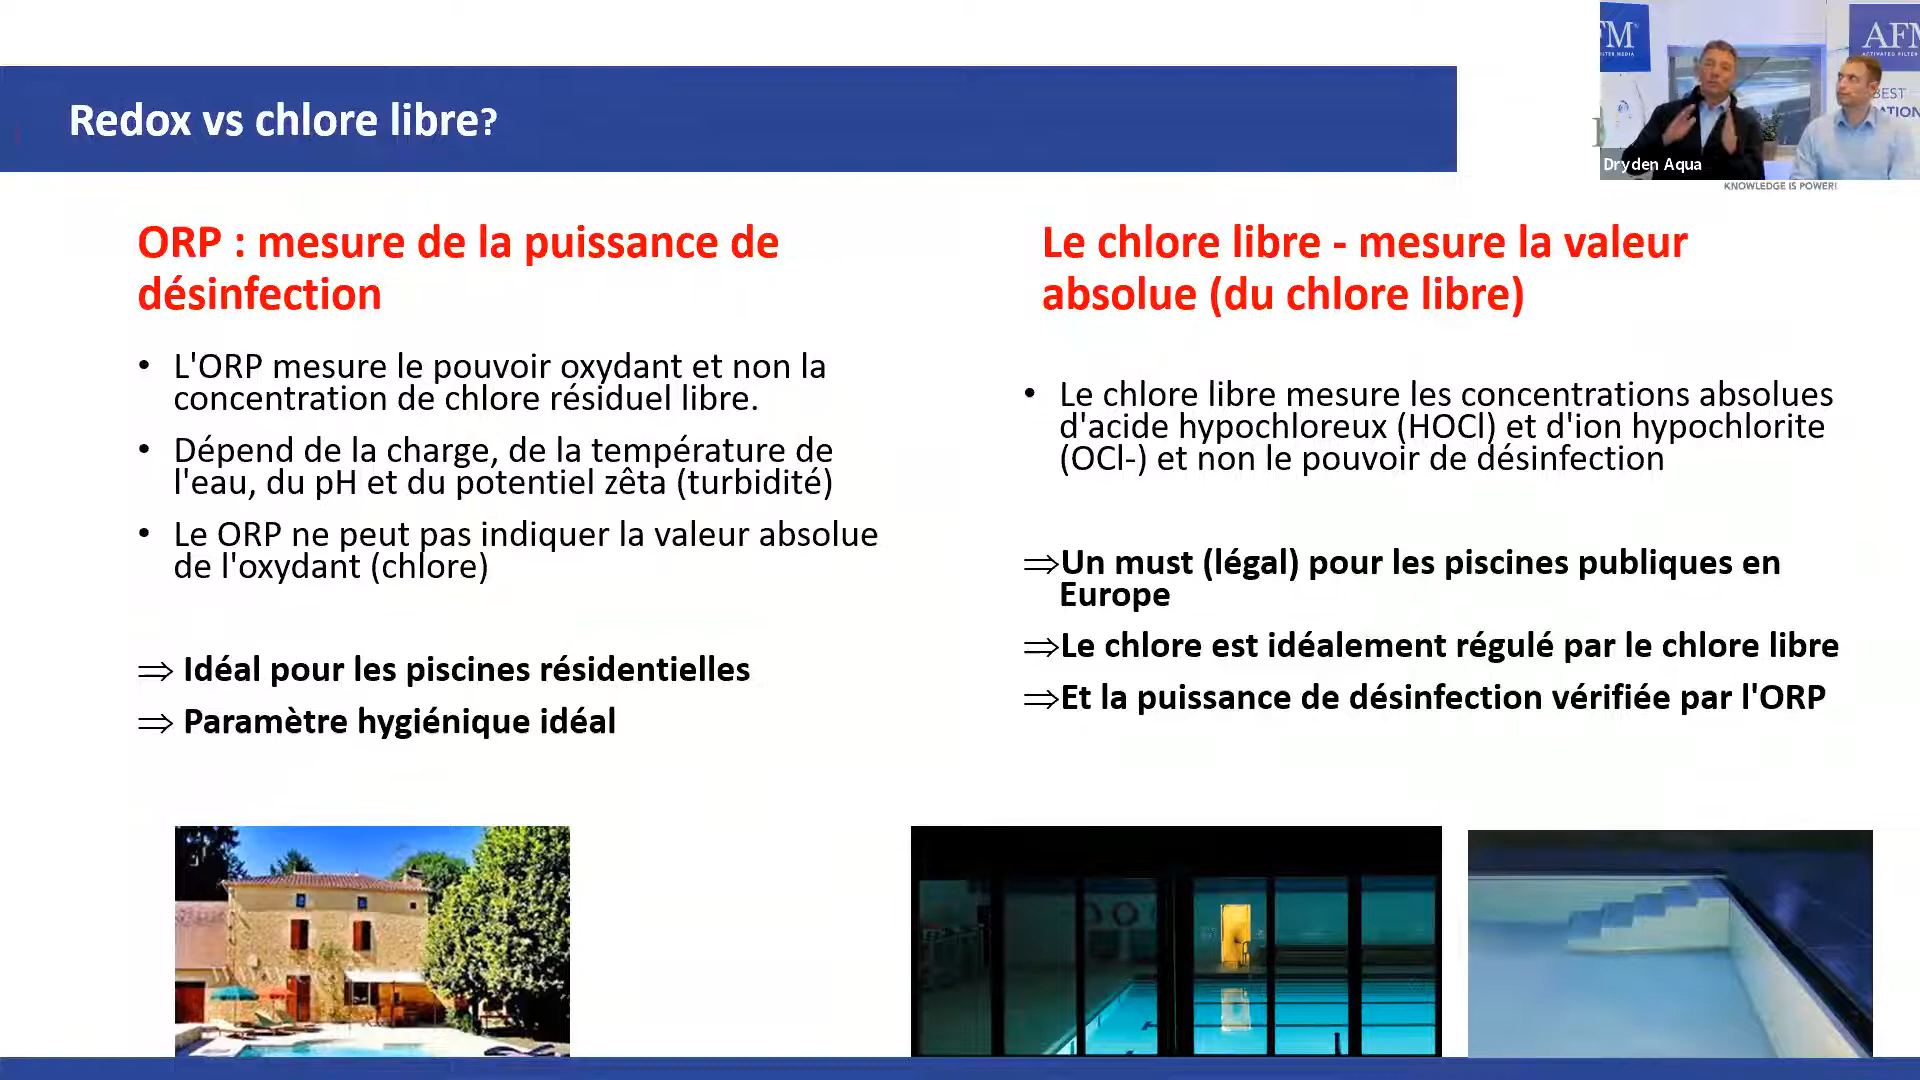 Redox vs chlore libre?
FM
AFM
BEST
Dryden Aqua
KNOWLEDGE IS POWER!
ORP : mesure de la puissance de
désinfection
• L'ORP mesure le pouvoir oxydant et non la
concentration de chlore résiduel libre.
• Dépend de la charge, de la température de
l'eau, du pH et du potentiel zêta (turbidité)
• Le ORP ne peut pas indiquer la valeur absolue
de l'oxydant (chlore)
⇒ Idéal pour les piscines résidentielles
⇒ Paramètre hygiénique idéal
Le chlore libre - mesure la valeur
absolue (du chlore libre)
• Le chlore libre mesure les concentrations absolues
d'acide hypochloreux (HOCl) et d'ion hypochlorite
(OCl-) et non le pouvoir de désinfection
⇒Un must (légal) pour les piscines publiques en
Europe
⇒Le chlore est idéalement régulé par le chlore libre
⇒Et la puissance de désinfection vérifiée par l'ORP